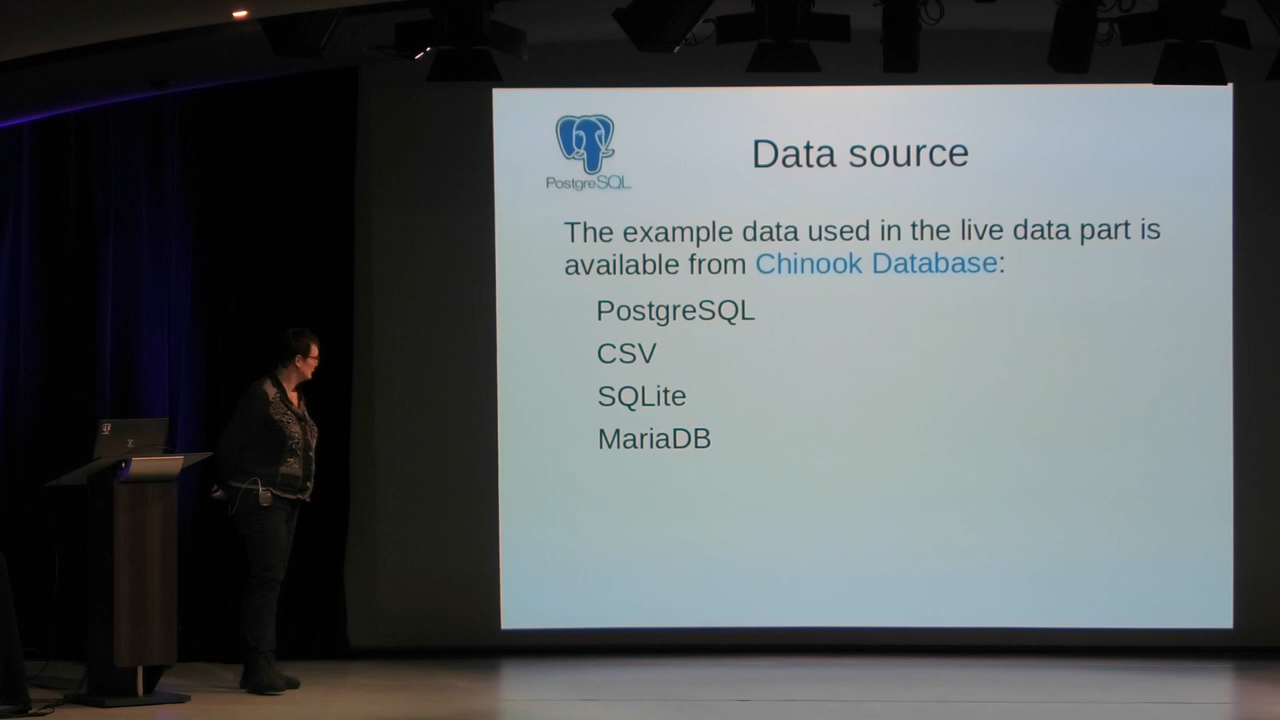 PostgreSQL
Data source
The example data used in the live data part is
available from Chinook Database:
PostgreSQL
CSV
SQLite
MariaDB